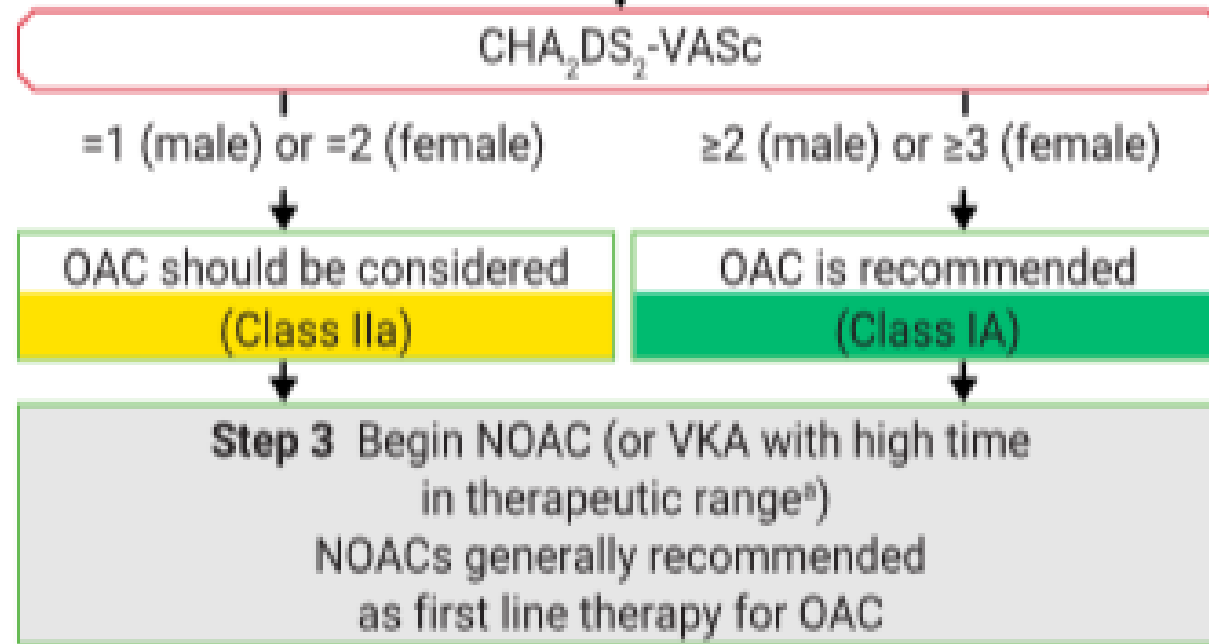 CHA₂DS₂-VASc
=1 (male) or =2 (female)
≥2 (male) or ≥3 (female)
OAC should be considered
(Class IIa)
OAC is recommended
(Class IA)
Step 3 Begin NOAC (or VKA with high time
in therapeutic rangeª)
NOACs generally recommended
as first line therapy for OAC